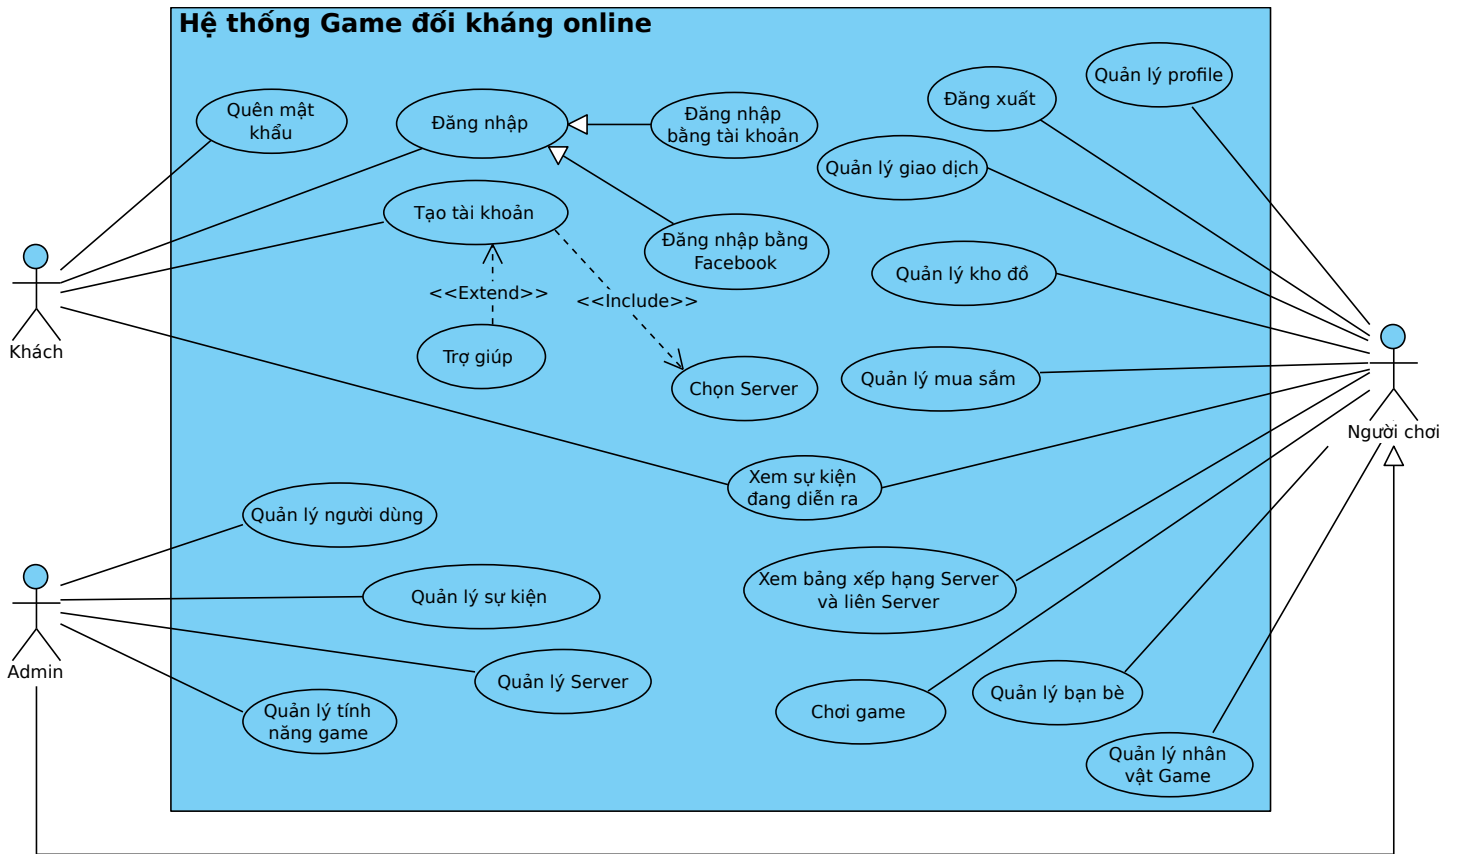 Hệ thống Game đối kháng online
Quên mật
khẩu
Đăng nhập
Đăng nhập
bằng tài khoản
Đăng xuất
Quản lý profile
Quản lý giao dịch
Tạo tài khoản
Đăng nhập bằng
Facebook
Quản lý kho đồ
<<Extend>>
<<Include>>
Khách
Trợ giúp
Chọn Server
Quản lý mua sắm
Người chơi
Xem sự kiện
đang diễn ra
Quản lý người dùng
Quản lý sự kiện
Xem bảng xếp hạng Server
và liên Server
Admin
Quản lý Server
Quản lý bạn bè
Quản lý tính
năng game
Chơi game
Quản lý nhân
vật Game